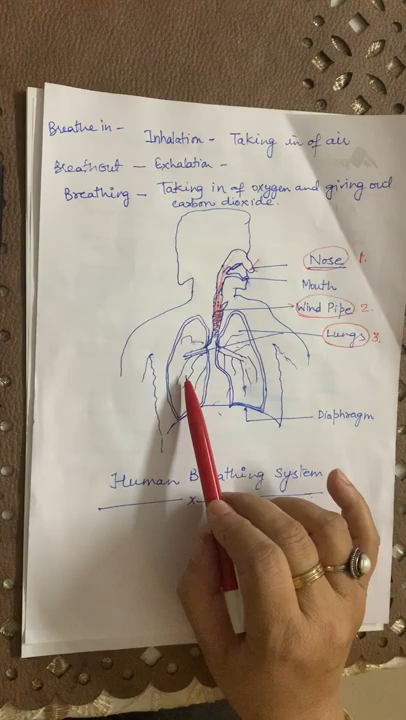 Breathe in - Inhalation - Taking in of air
Breathout - Exhalation -
Breathing - Taking in of oxygen and giving out
carbon dioxide.
Nose 1.
Mouth
Wind Pipe 2.
Lungs 3.
Diaphragm
Human Breathing System
x